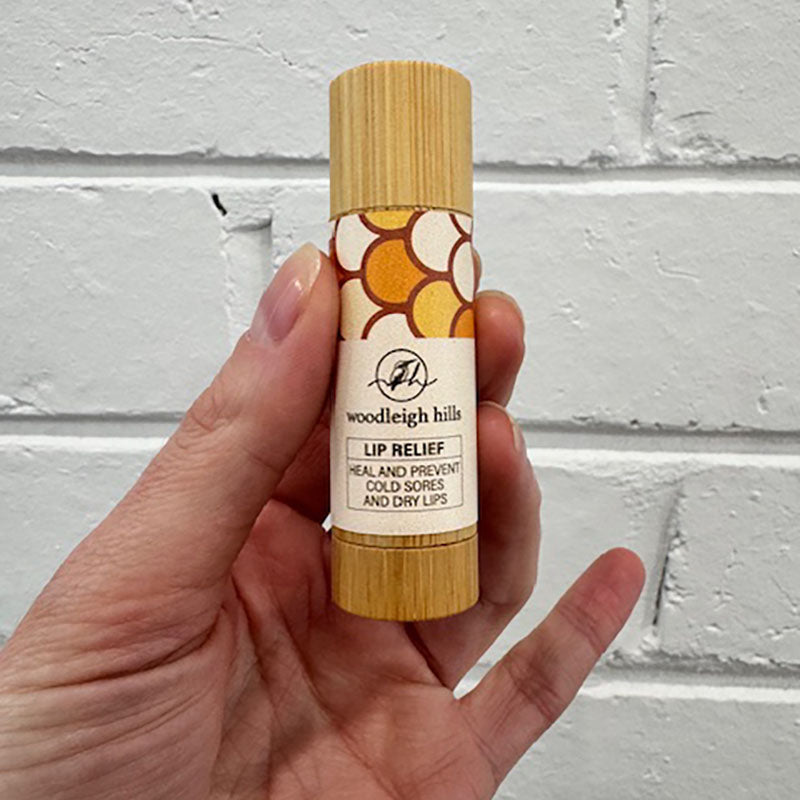 woodleigh hills
LIP RELIEF
HEAL AND PREVENT
COLD SORES
AND DRY LIPS